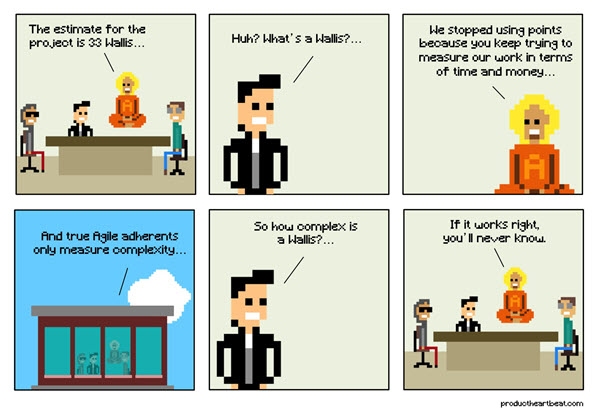 The estimate for the
project is 33 Wallis...
Huh? What's a Wallis?...
We stopped using points
because you keep trying to
measure our work in terms
of time and money...
And true Agile adherents
only measure complexity...
So how complex is
a Wallis?...
If it works right,
you'll never know.
productheartbeat.com